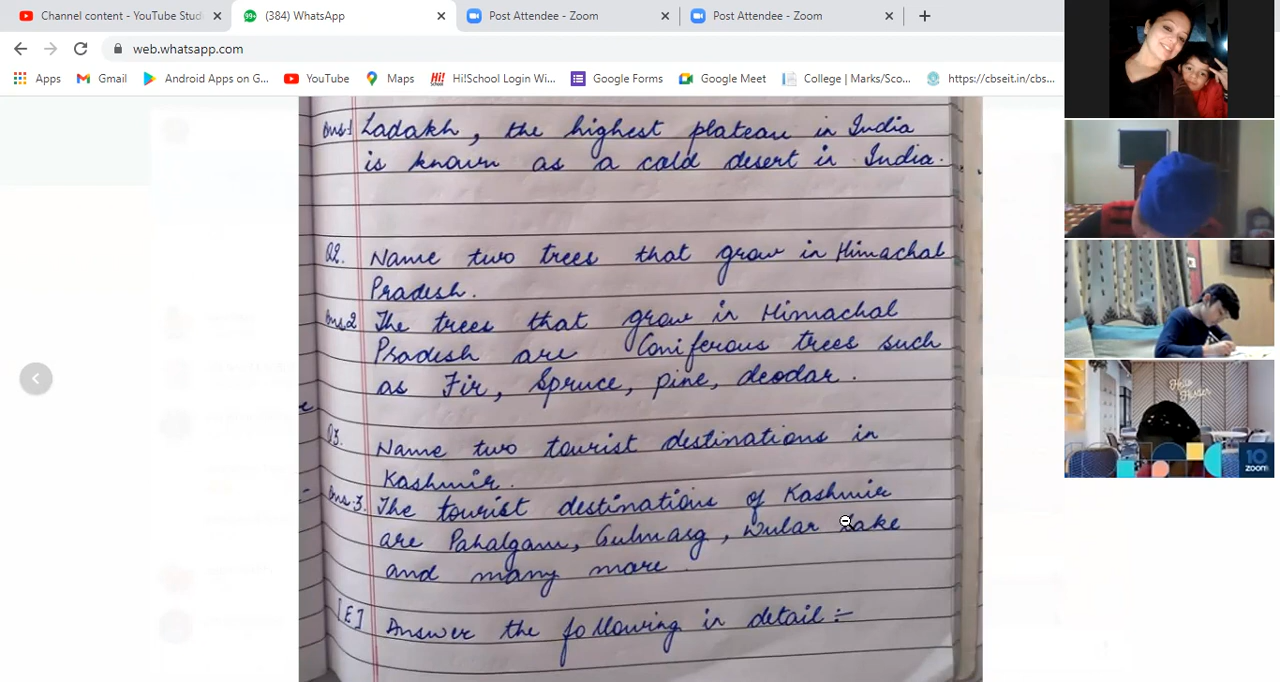 Channel content - YouTube Stud
(384) WhatsApp
Post Attendee - Zoom
Post Attendee - Zoom
web.whatsapp.com
Apps
Gmail
Android Apps on G...
YouTube
Maps
Hi!
Hi!School Login Wi...
Google Forms
Google Meet
College | Marks/Sco...
https://cbseit.in/cbs...
Ans1 Ladakh, the highest plateau in India
is known as a cold desert in India.
Q2. Name two trees that grow in Himachal
Pradesh.
Ans.2 The trees that grow in Himachal
Pradesh are Coniferous trees such
as Fir, Spruce, pine, deodar.
Q3. Name two tourist destinations in
Kashmir.
Ans.3. The tourist destinations of Kashmir
are Pahalgam, Gulmarg, Wular Lake
and many more.
[E] Answer the following in detail :-
Hello
10
zoom